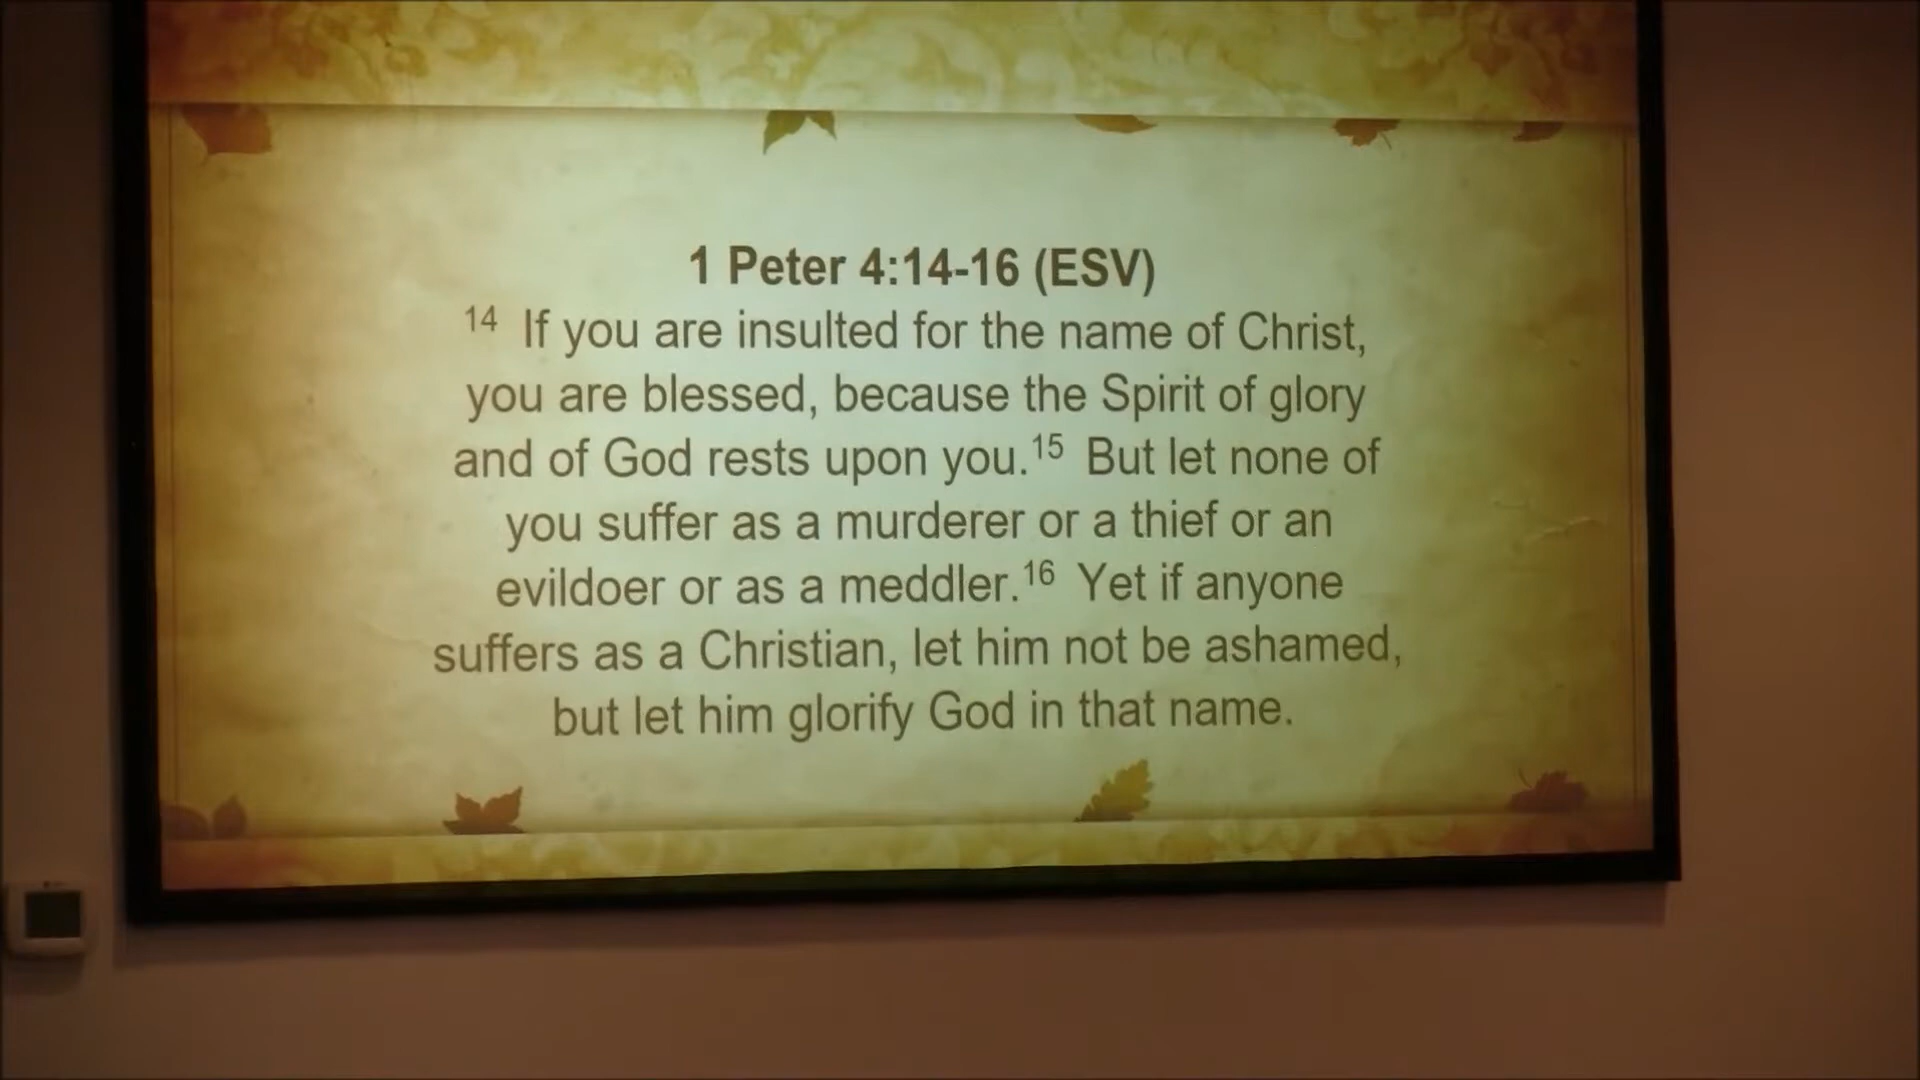 1 Peter 4:14-16 (ESV)
14 If you are insulted for the name of Christ,
you are blessed, because the Spirit of glory
and of God rests upon you.15 But let none of
you suffer as a murderer or a thief or an
evildoer or as a meddler.16 Yet if anyone
suffers as a Christian, let him not be ashamed,
but let him glorify God in that name.